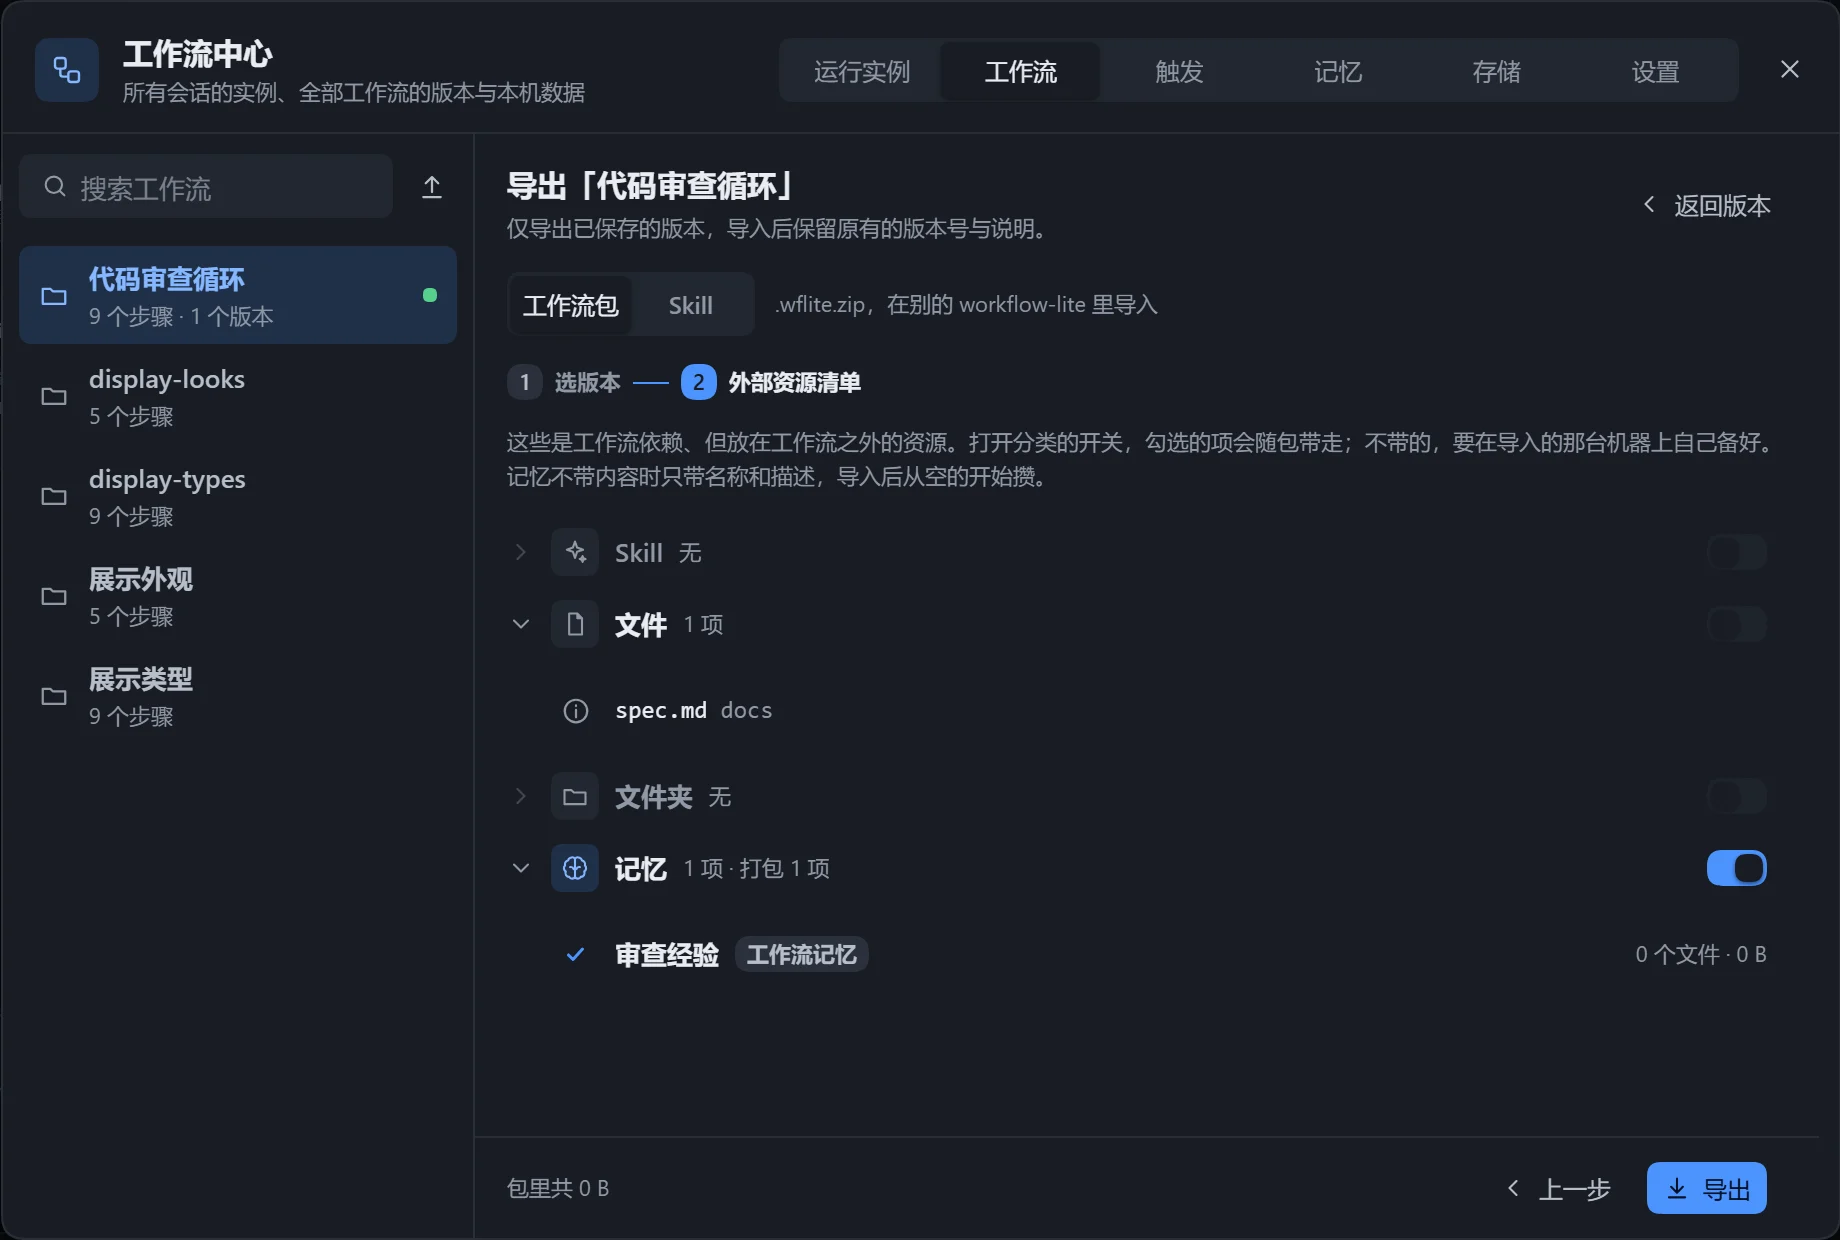 工作流中心
所有会话的实例、全部工作流的版本与本机数据
运行实例
工作流
触发
记忆
存储
设置
搜索工作流
代码审查循环
9 个步骤 · 1 个版本
display-looks
5 个步骤
display-types
9 个步骤
展示外观
5 个步骤
展示类型
9 个步骤
导出「代码审查循环」
仅导出已保存的版本，导入后保留原有的版本号与说明。
返回版本
工作流包
Skill
.wflite.zip，在别的 workflow-lite 里导入
1 选版本
2 外部资源清单
这些是工作流依赖、但放在工作流之外的资源。打开分类的开关，勾选的项会随包带走；不带的，要在导入的那台机器上自己备好。
记忆不带内容时只带名称和描述，导入后从空的开始攒。
Skill 无
文件 1 项
spec.md docs
文件夹 无
记忆 1 项 · 打包 1 项
审查经验 工作流记忆
0 个文件 · 0 B
包里共 0 B
上一步
导出